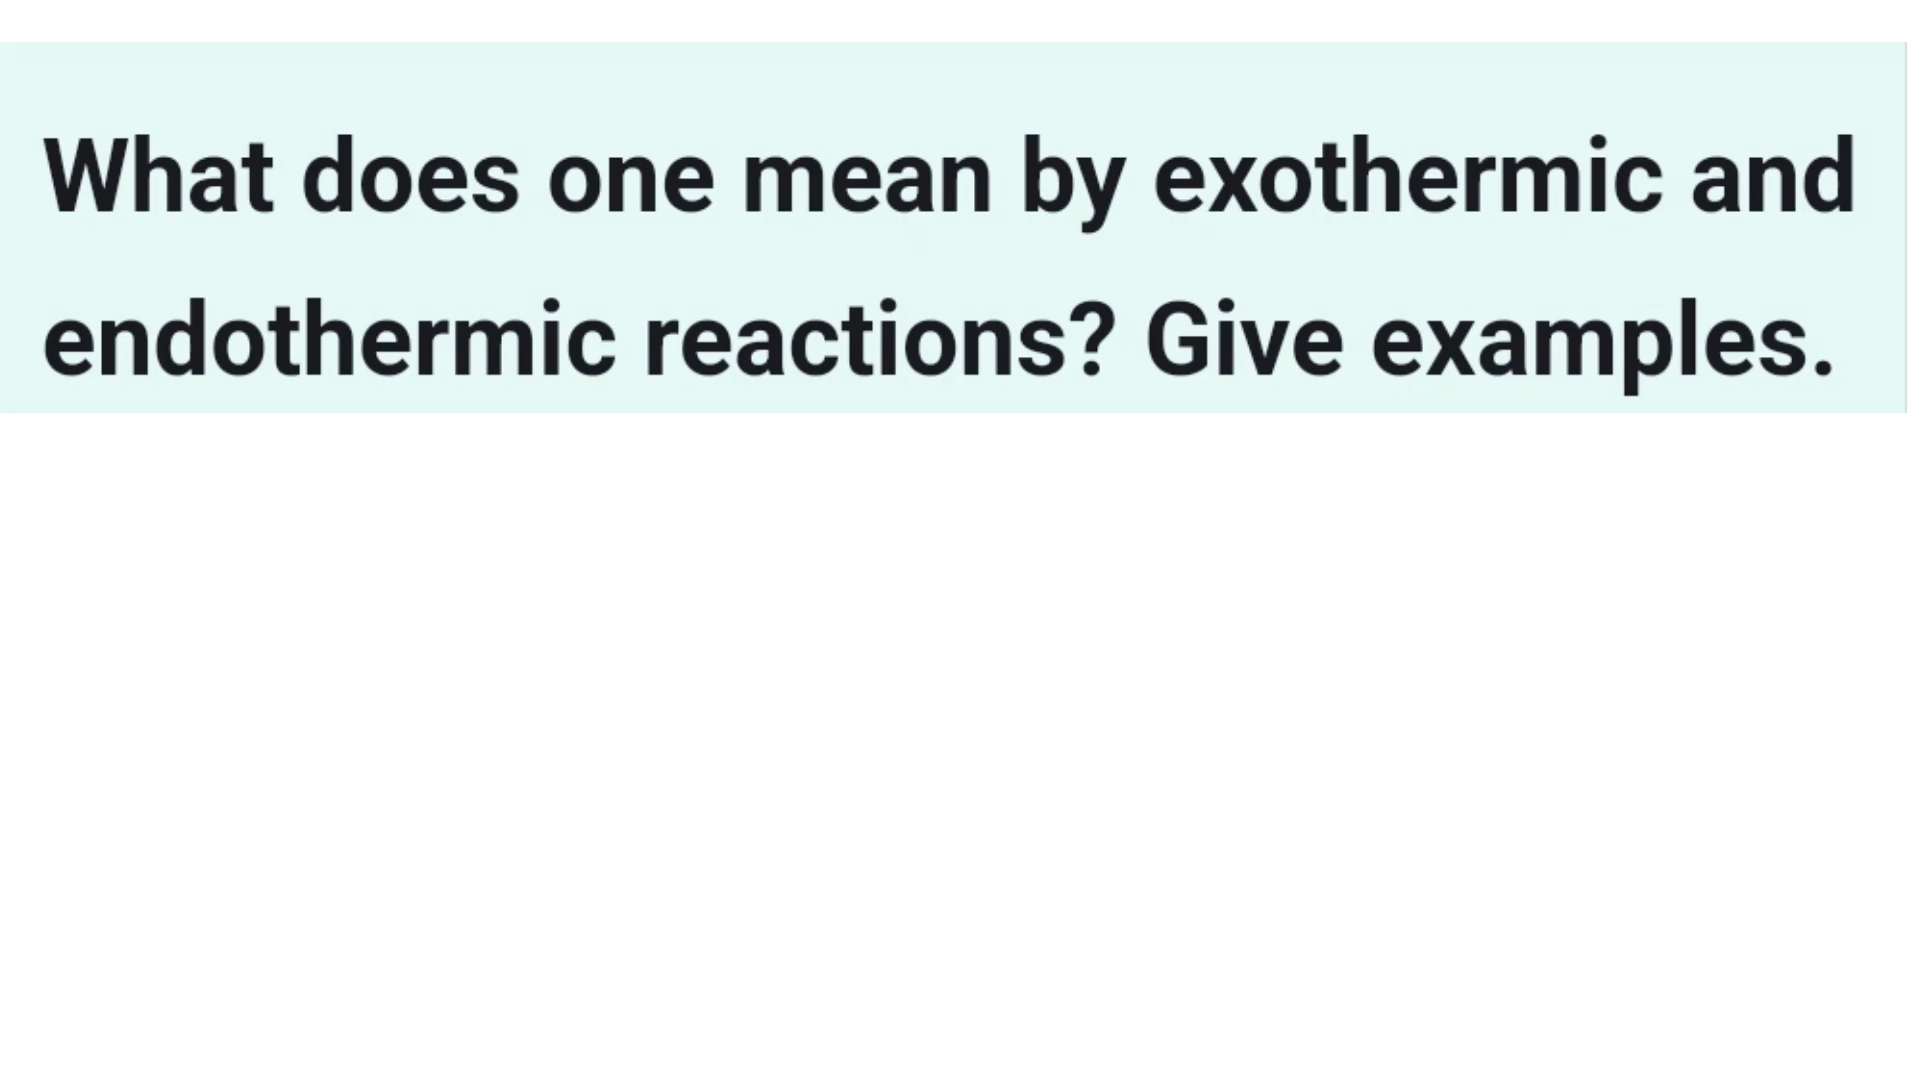 What does one mean by exothermic and
endothermic reactions? Give examples.